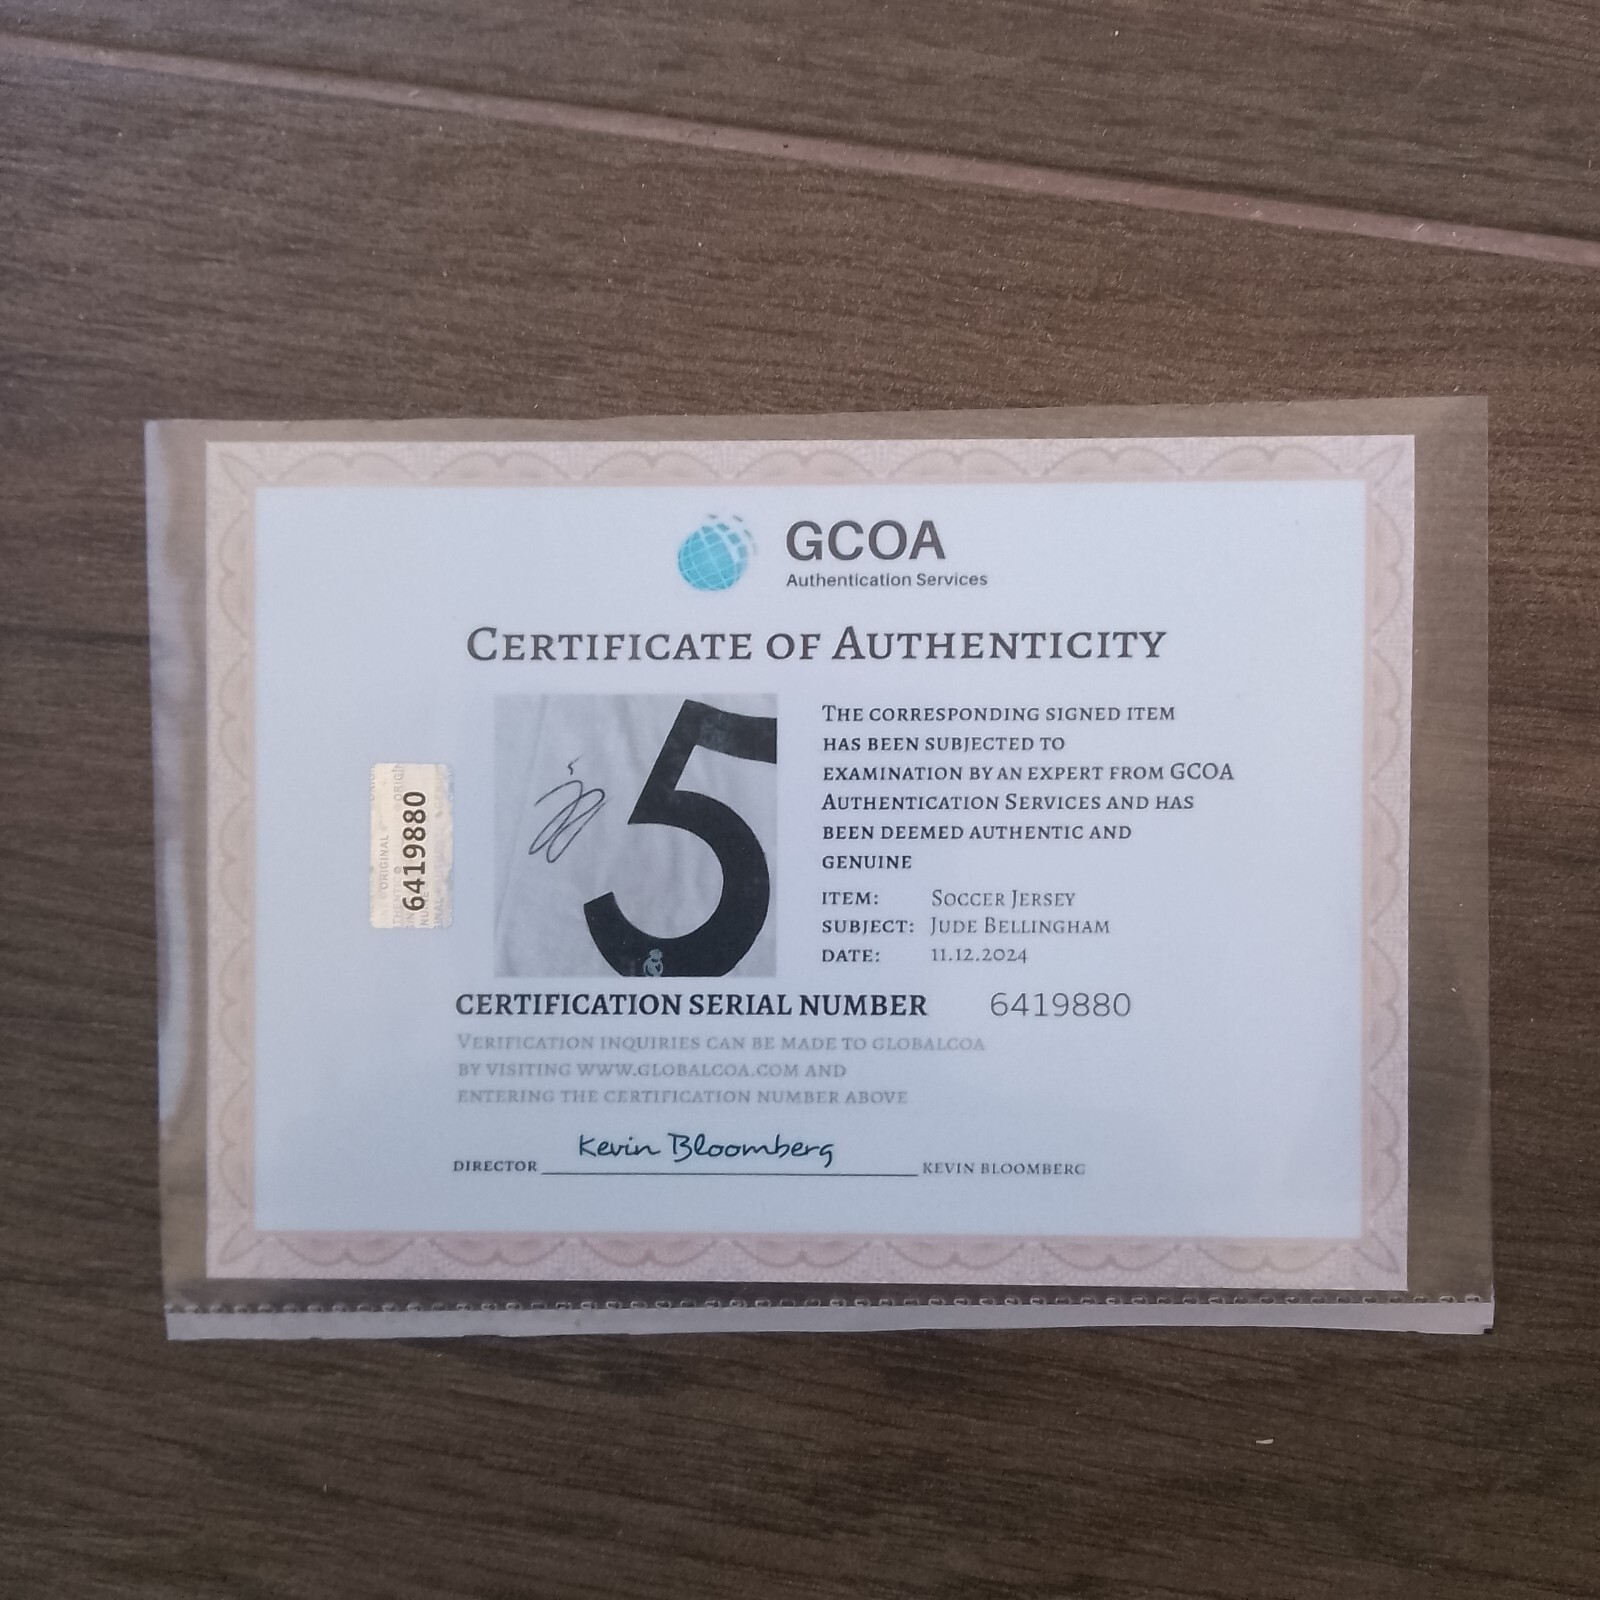 GCOA
Authentication Services
CERTIFICATE OF AUTHENTICITY
5
THE CORRESPONDING SIGNED ITEM
HAS BEEN SUBJECTED TO
EXAMINATION BY AN EXPERT FROM GCOA
AUTHENTICATION SERVICES AND HAS
BEEN DEEMED AUTHENTIC AND
GENUINE
ITEM: SOCCER JERSEY
SUBJECT: JUDE BELLINGHAM
DATE: 11.12.2024
ORIGINAL
6419880
CERTIFICATION SERIAL NUMBER 6419880
VERIFICATION INQUIRIES CAN BE MADE TO GLOBALCOA
BY VISITING WWW.GLOBALCOA.COM AND
ENTERING THE CERTIFICATION NUMBER ABOVE
Kevin Bloomberg
DIRECTOR KEVIN BLOOMBERG